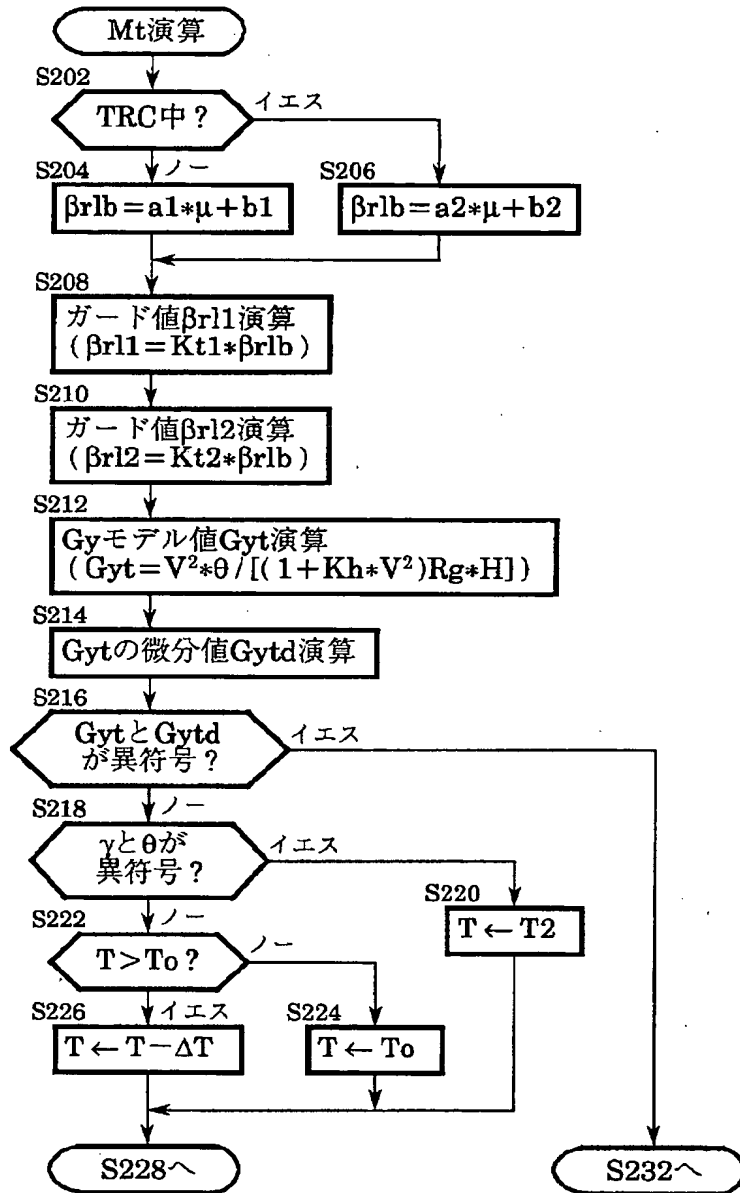 Mt演算
S202
TRC中?
イエス
S204
ノー
S206
βrlb=a1*μ+b1
βrlb=a2*μ+b2
S208
ガード値βrl1演算
(βrl1=Kt1*βrlb)
S210
ガード値βrl2演算
(βrl2=Kt2*βrlb)
S212
Gyモデル値Gyt演算
(Gyt=V²*θ/[(1+Kh*V²)Rg*H])
S214
Gytの微分値Gytd演算
S216
GytとGytd
が異符号?
イエス
S218
ノー
γとθが
異符号?
イエス
S220
T←T2
S222
ノー
T>To?
ノー
S226
イエス
S224
T←T−ΔT
T←To
S228へ
S232へ